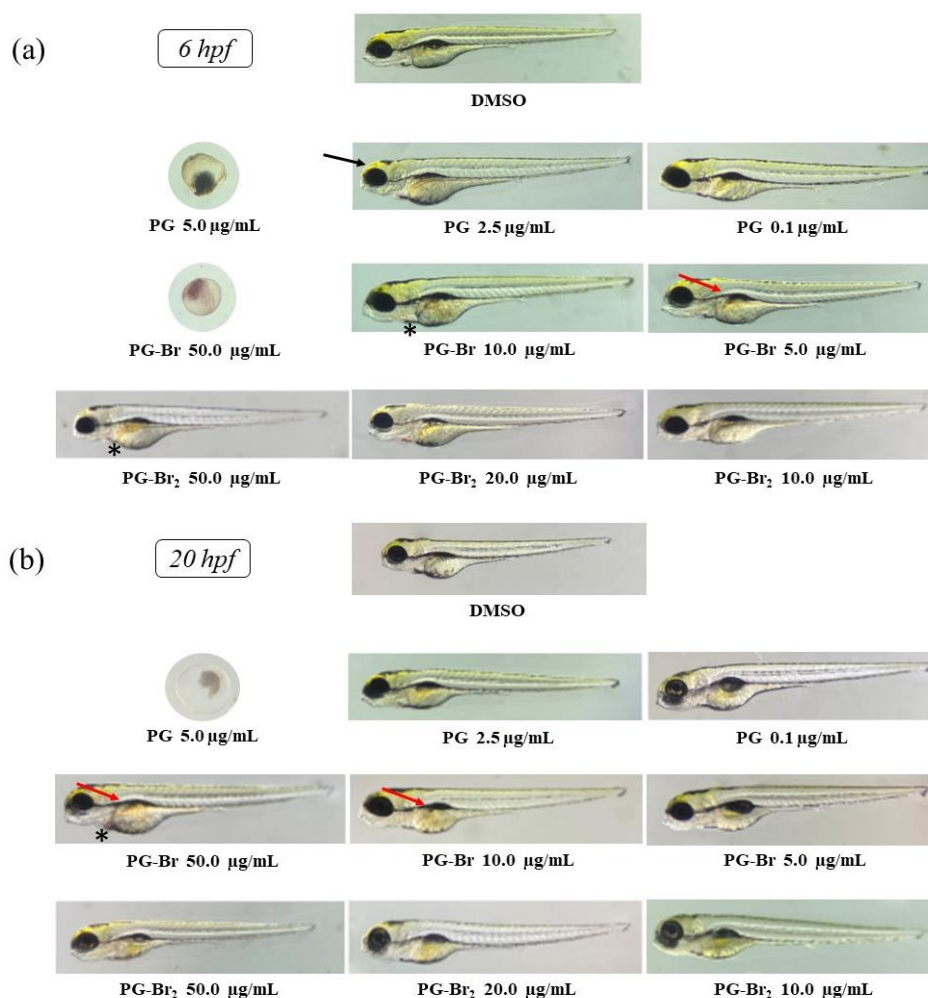 (a)
6 hpf
DMSO
PG 5.0 µg/mL
PG 2.5 µg/mL
PG 0.1 µg/mL
*
PG-Br 50.0 µg/mL
PG-Br 10.0 µg/mL
PG-Br 5.0 µg/mL
*
PG-Br₂ 50.0 µg/mL
PG-Br₂ 20.0 µg/mL
PG-Br₂ 10.0 µg/mL
(b)
20 hpf
DMSO
PG 5.0 µg/mL
PG 2.5 µg/mL
PG 0.1 µg/mL
*
PG-Br 50.0 µg/mL
PG-Br 10.0 µg/mL
PG-Br 5.0 µg/mL
PG-Br₂ 50.0 µg/mL
PG-Br₂ 20.0 µg/mL
PG-Br₂ 10.0 µg/mL